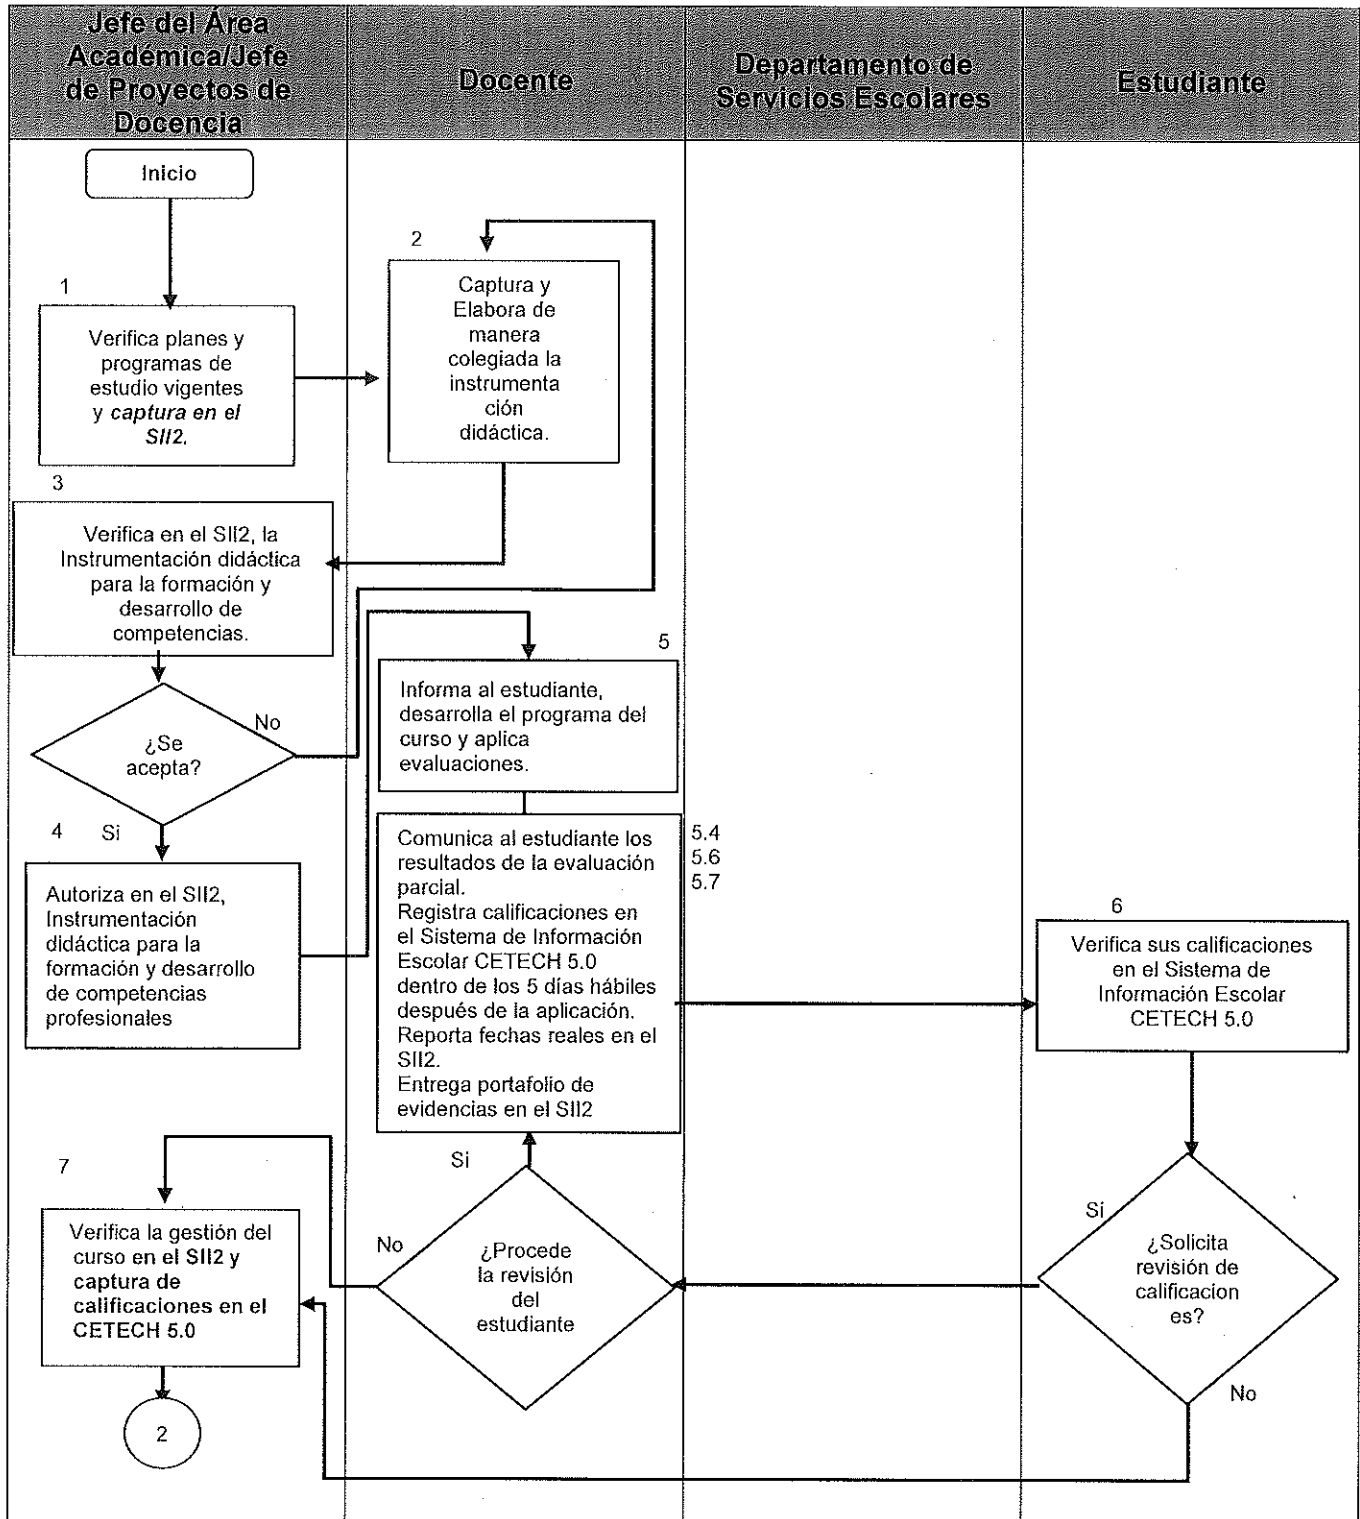 Jefe del Área
Académica/Jefe
de Proyectos de
Docencia
Docente
Departamento de
Servicios Escolares
Estudiante
Inicio
1
Verifica planes y
programas de
estudio vigentes
y captura en el
SII2.
2
Captura y
Elabora de
manera
colegiada la
instrumenta
ción
didáctica.
3
Verifica en el SII2, la
Instrumentación didáctica
para la formación y
desarrollo de
competencias.
¿Se
acepta?
No
Si
4
Autoriza en el SII2,
Instrumentación
didáctica para la
formación y desarrollo
de competencias
profesionales
5
Informa al estudiante,
desarrolla el programa del
curso y aplica
evaluaciones.
Comunica al estudiante los
resultados de la evaluación
parcial.
Registra calificaciones en
el Sistema de Información
Escolar CETECH 5.0
dentro de los 5 días hábiles
después de la aplicación.
Reporta fechas reales en el
SII2.
Entrega portafolio de
evidencias en el SII2
5.4
5.6
5.7
6
Verifica sus calificaciones
en el Sistema de
Información Escolar
CETECH 5.0
Sí
¿Solicita
revisión de
calificacion
es?
No
Si
No
¿Procede
la revisión
del
estudiante
7
Verifica la gestión del
curso en el SII2 y
captura de
calificaciones en el
CETECH 5.0
2